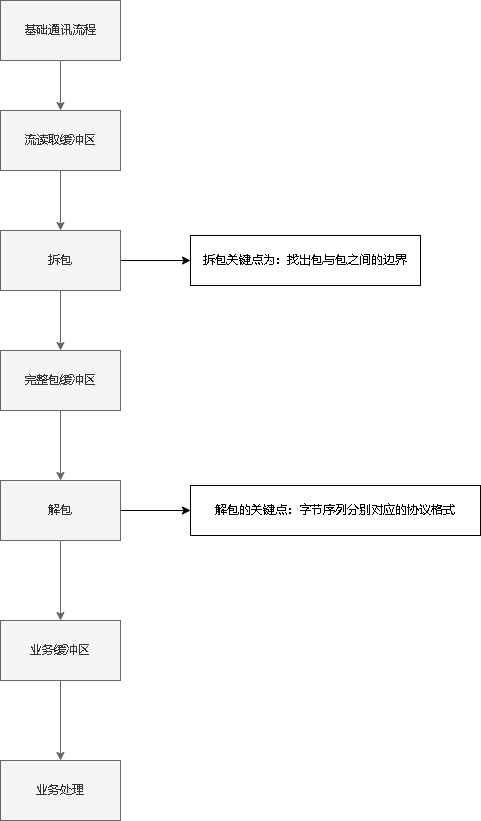 基础通讯流程
流读取缓冲区
拆包
拆包关键点为：找出包与包之间的边界
完整包缓冲区
解包
解包的关键点：字节序列分别对应的协议格式
业务缓冲区
业务处理